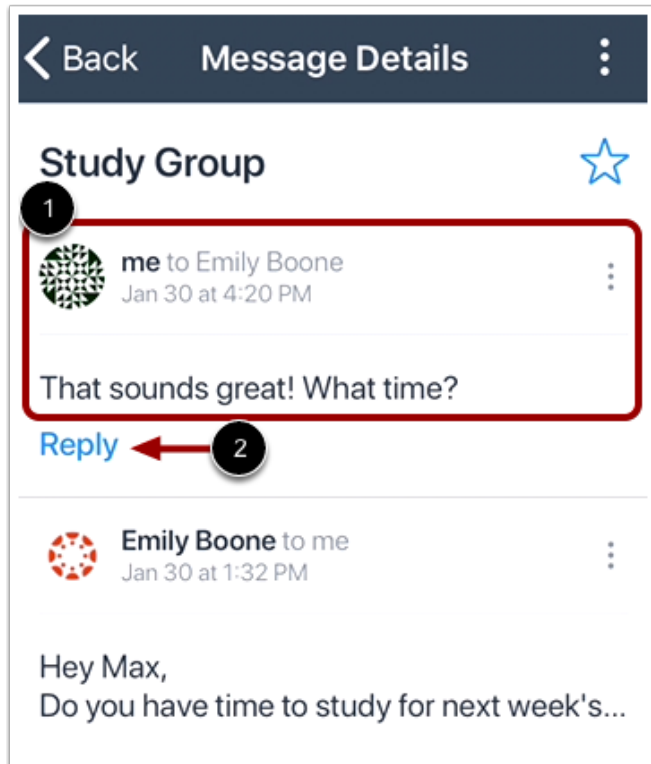 Back Message Details
Study Group
1
me to Emily Boone
Jan 30 at 4:20 PM
That sounds great! What time?
Reply 2
Emily Boone to me
Jan 30 at 1:32 PM
Hey Max,
Do you have time to study for next week's...